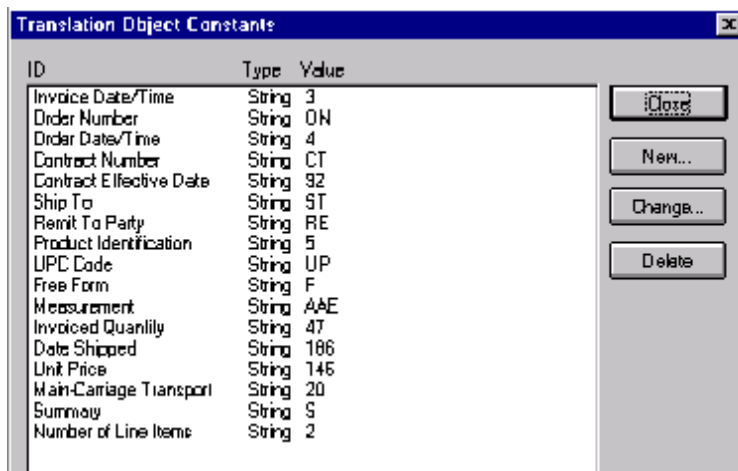 Translation Object Constants
ID Type Value
Invoice Date/Time String 3
Order Number String ON
Order Date/Time String 4
Contract Number String CT
Contract Effective Date String 92
Ship To String ST
Remit To Party String RE
Product Identification String 5
UPC Code String UP
Free Form String F
Measurement String AAE
Invoiced Quantity String 47
Date Shipped String 186
Unit Price String 146
Main-Carriage Transport String 20
Summary String S
Number of Line Items String 2
Close
New...
Change...
Delete